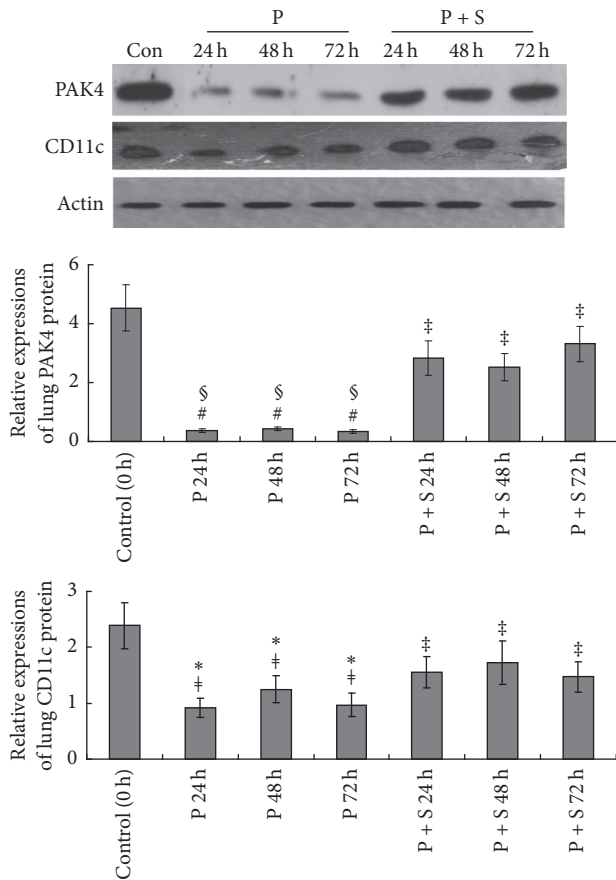 P P + S
Con 24 h 48 h 72 h 24 h 48 h 72 h
PAK4
CD11c
Actin
Relative expressions
of lung PAK4 protein
6
4
2
0
§ § §
# # #
‡ ‡ ‡
Control (0 h)
P 24 h
P 48 h
P 72 h
P + S 24 h
P + S 48 h
P + S 72 h
Relative expressions
of lung CD11c protein
3
2
1
0
* * *
ǂ ǂ ǂ
‡ ‡ ‡
Control (0 h)
P 24 h
P 48 h
P 72 h
P + S 24 h
P + S 48 h
P + S 72 h